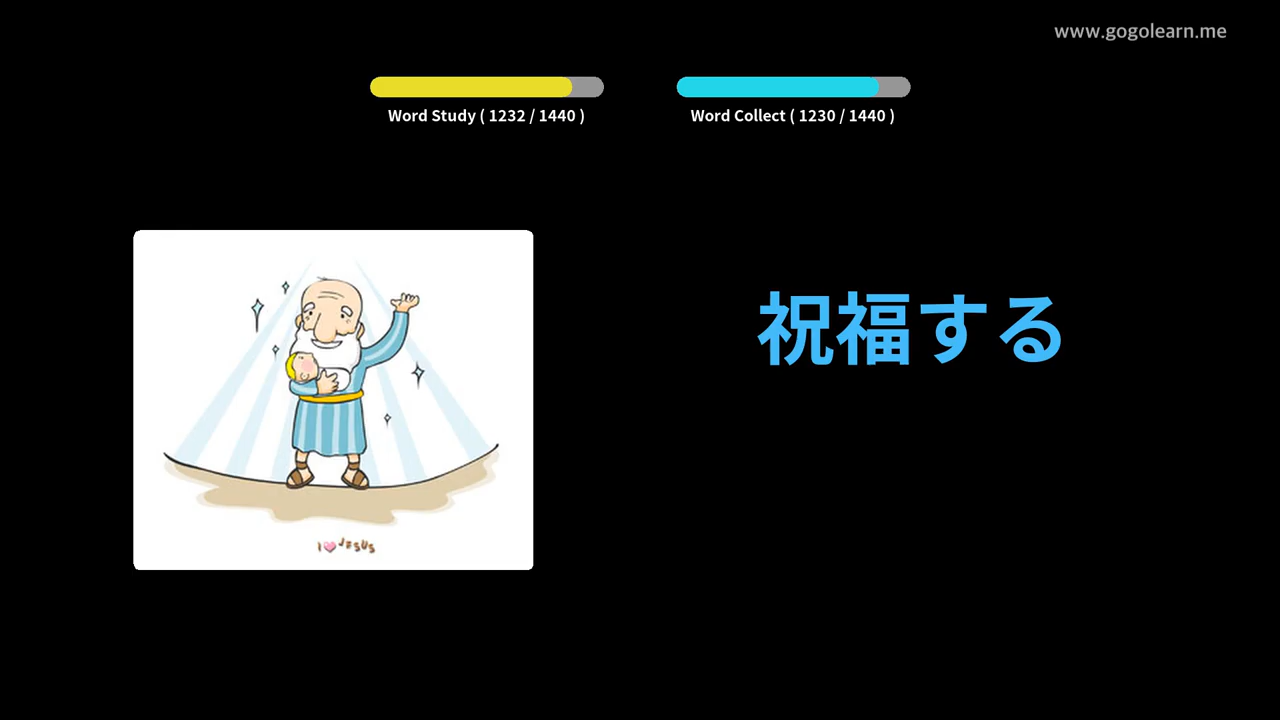 www.gogolearn.me
Word Study ( 1232 / 1440 )
Word Collect ( 1230 / 1440 )
祝福する
I ♥ JESUS